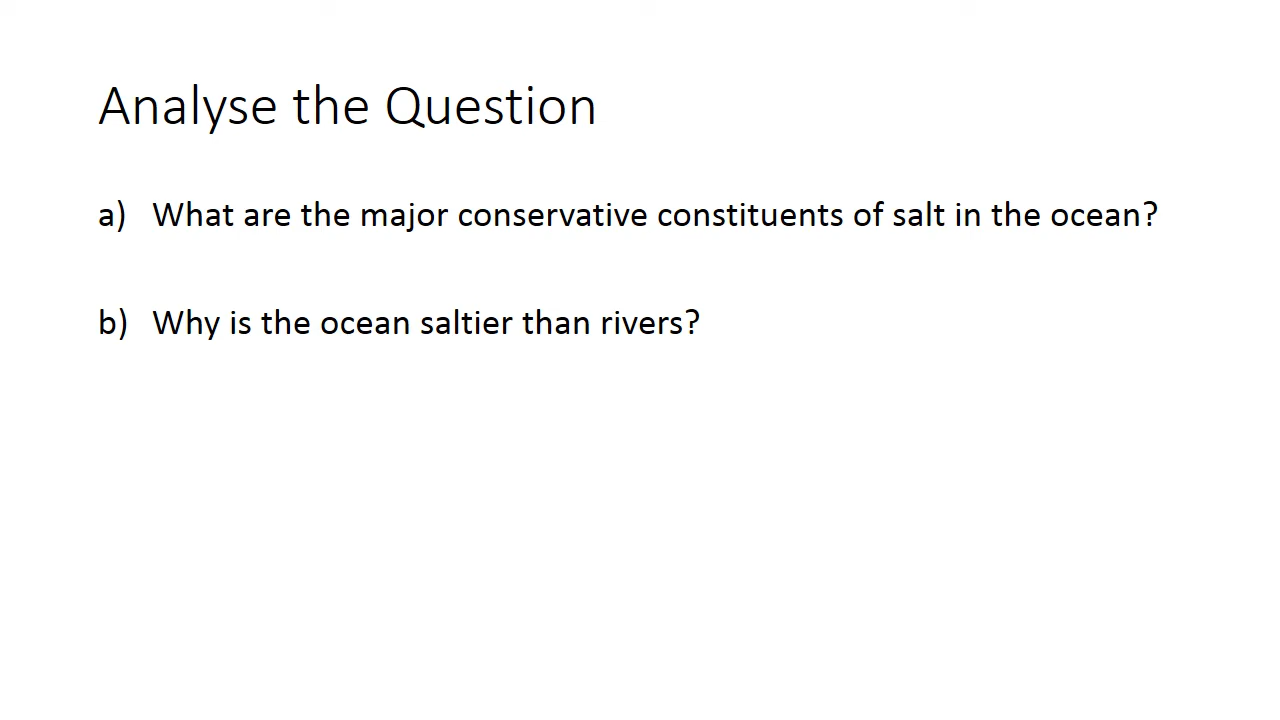 Analyse the Question
a) What are the major conservative constituents of salt in the ocean?
b) Why is the ocean saltier than rivers?